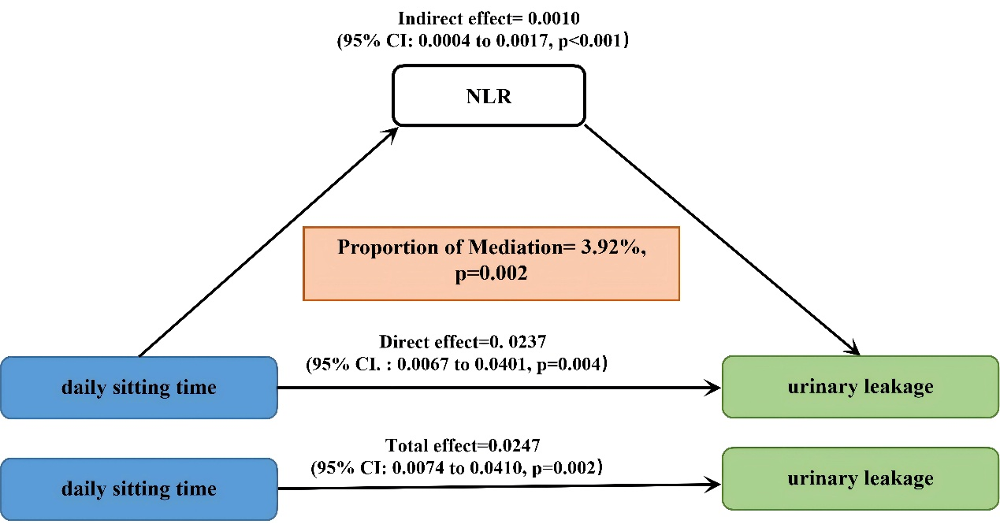 Indirect effect= 0.0010
(95% CI: 0.0004 to 0.0017, p<0.001)
NLR
Proportion of Mediation= 3.92%,
p=0.002
Direct effect=0. 0237
(95% CI. : 0.0067 to 0.0401, p=0.004)
daily sitting time
urinary leakage
Total effect=0.0247
(95% CI: 0.0074 to 0.0410, p=0.002)
daily sitting time
urinary leakage